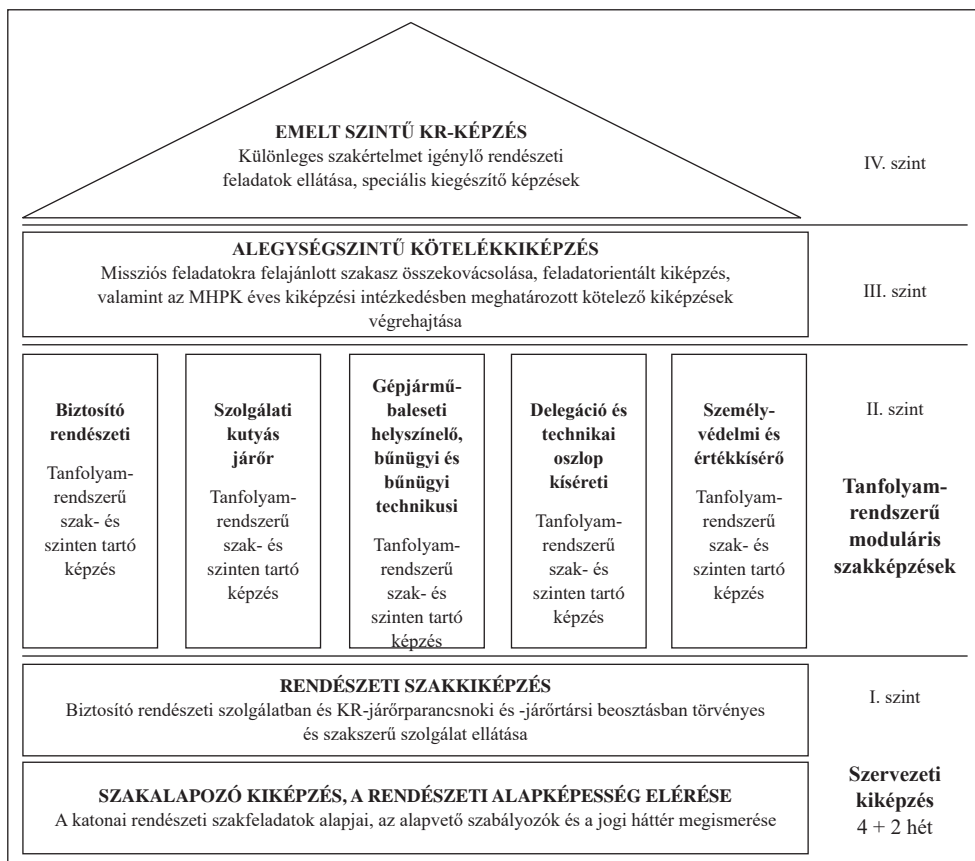 EMELT SZINTŰ KR-KÉPZÉS
Különleges szakértelmet igénylő rendészeti
feladatok ellátása, speciális kiegészítő képzések
IV. szint
ALEGYSÉGSZINTŰ KÖTELÉKKIKÉPZÉS
Missziós feladatokra felajánlott szakasz összekovácsolása, feladatorientált kiképzés,
valamint az MHPK éves kiképzési intézkedésben meghatározott kötelező kiképzések
végrehajtása
III. szint
Biztosító
rendészeti
Tanfolyam-
rendszerű
szak- és
szinten tartó
képzés
Szolgálati
kutyás
járőr
Tanfolyam-
rendszerű
szak- és
szinten tartó
képzés
Gépjármű-
baleseti
helyszínelő,
bűnügyi és
bűnügyi
technikusi
Tanfolyam-
rendszerű
szak- és
szinten tartó
képzés
Delegáció és
technikai
oszlop
kíséreti
Tanfolyam-
rendszerű
szak- és
szinten tartó
képzés
Személy-
védelmi és
értékkísérő
Tanfolyam-
rendszerű
szak- és
szinten tartó
képzés
II. szint
Tanfolyam-
rendszerű
moduláris
szakképzések
RENDÉSZETI SZAKKIKÉPZÉS
Biztosító rendészeti szolgálatban és KR-járőrparancsnoki és -járőrtársi beosztásban törvényes
és szakszerű szolgálat ellátása
I. szint
SZAKALAPOZÓ KIKÉPZÉS, A RENDÉSZETI ALAPKÉPESSÉG ELÉRÉSE
A katonai rendészeti szakfeladatok alapjai, az alapvető szabályozók és a jogi háttér megismerése
Szervezeti
kiképzés
4 + 2 hét